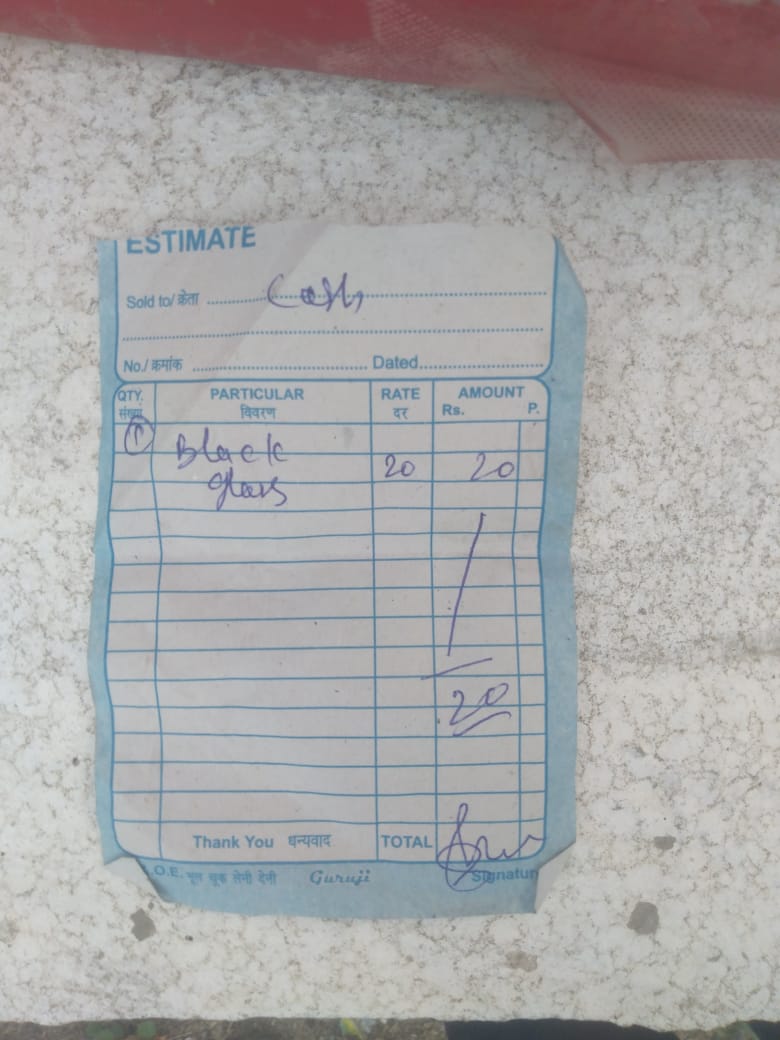 ESTIMATE
Sold to/ क्रेता Cash
No./ क्रमांक Dated
QTY. PARTICULAR RATE AMOUNT
संख्या विवरण दर Rs. P.
1 Black 20 20
glass
20
Thank You धन्यवाद TOTAL
.O.E. भूल चूक लेनी देनी Guruji Signatur